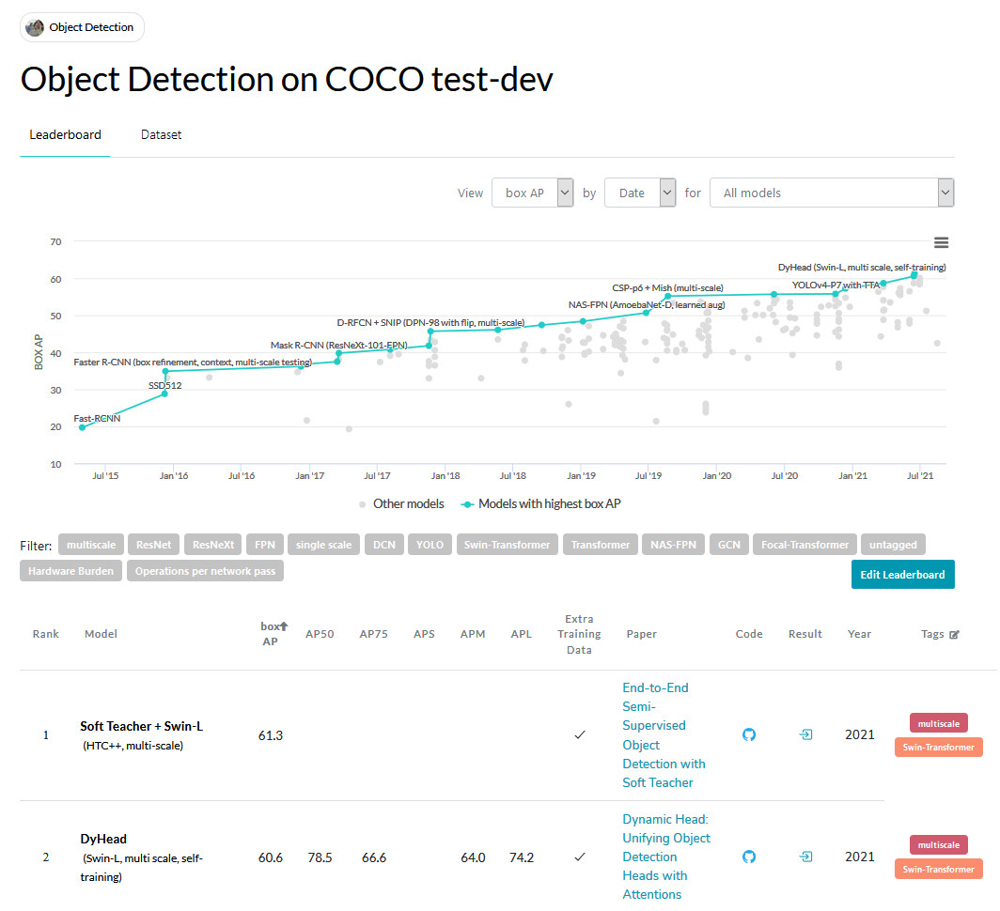 Object Detection
Object Detection on COCO test-dev
Leaderboard Dataset
View box AP by Date for All models
70
60
50
40
30
20
10
BOX AP
DyHead (Swin-L, multi scale, self-training)
YOLOv4-P7 with TTA
CSP-p6 + Mish (multi-scale)
NAS-FPN (AmoebaNet-D, learned aug)
D-RFCN + SNIP (DPN-98 with flip, multi-scale)
Mask R-CNN (ResNeXt-101-FPN)
Faster R-CNN (box refinement, context, multi-scale testing)
SSD512
Fast-RCNN
Jul '15 Jan '16 Jul '16 Jan '17 Jul '17 Jan '18 Jul '18 Jan '19 Jul '19 Jan '20 Jul '20 Jan '21 Jul '21
Other models Models with highest box AP
Filter: multiscale ResNet ResNeXt FPN single scale DCN YOLO Swin-Transformer Transformer NAS-FPN GCN Focal-Transformer untagged
Hardware Burden Operations per network pass
Edit Leaderboard
Rank Model box AP AP50 AP75 APS APM APL Extra Training Data Paper Code Result Year Tags
1 Soft Teacher + Swin-L (HTC++, multi-scale) 61.3 ✓ End-to-End Semi-Supervised Object Detection with Soft Teacher 2021 multiscale Swin-Transformer
2 DyHead (Swin-L, multi scale, self-training) 60.6 78.5 66.6 64.0 74.2 ✓ Dynamic Head: Unifying Object Detection Heads with Attentions 2021 multiscale Swin-Transformer